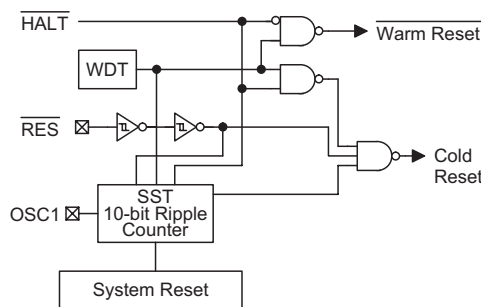 HALT
Warm Reset
WDT
RES
Cold
Reset
SST
10-bit Ripple
Counter
OSC1
System Reset